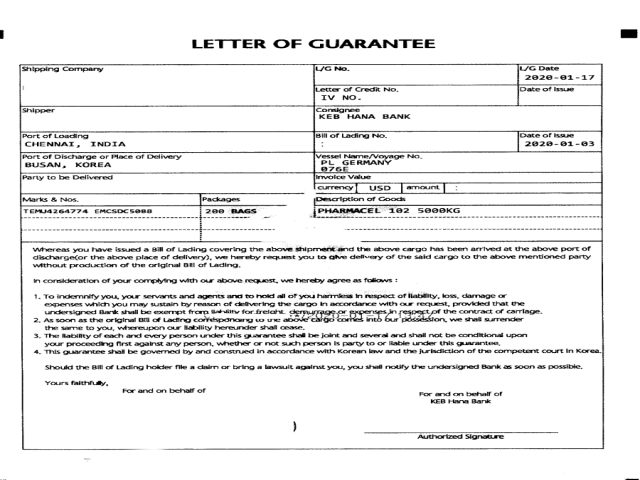 LETTER OF GUARANTEE
Shipping Company
L/G No.
L/G Date
2020-01-17
Letter of Credit No.
IV NO.
Date of Issue
Shipper
Consignee
KEB HANA BANK
Port of Loading
CHENNAI, INDIA
Bill of Lading No.
:
Date of Issue
2020-01-03
Port of Discharge or Place of Delivery
BUSAN, KOREA
Vessel Name/Voyage No.
PL GERMANY
076E
Party to be Delivered
Invoice Value
currency USD amount :
Marks & Nos.
Packages
Description of Goods
TEMU4264774 EMCSDC5088
200 BAGS
PHARMACEL 102 5000KG
Whereas you have issued a Bill of Lading covering the above shipment and the above cargo has been arrived at the above port of
discharge(or the above place of delivery), we hereby request you to give delivery of the said cargo to the above mentioned party
without production of the original Bill of Lading.
In consideration of your complying with our above request, we hereby agree as follows :
1. To indemnify you, your servants and agents and to hold all of you harmless in respect of liability, loss, damage or
expenses which you may sustain by reason of delivering the cargo in accordance with our request, provided that the
undersigned Bank shall be exempt from liability for freight, demurrage or expenses in respect of the contract of carriage.
2. As soon as the original Bill of Lading corresponding to the above cargo comes into our possession, we shall surrender
the same to you, whereupon our liability hereunder shall cease.
3. The liability of each and every person under this guarantee shall be joint and several and shall not be conditional upon
your proceeding first against any person, whether or not such person is party to or liable under this guarantee.
4. This guarantee shall be governed by and construed in accordance with Korean law and the jurisdiction of the competent court in Korea.
Should the Bill of Lading holder file a claim or bring a lawsuit against you, you shall notify the undersigned Bank as soon as possible.
Yours faithfully,
For and on behalf of
For and on behalf of
KEB Hana Bank
)
Authorized Signature